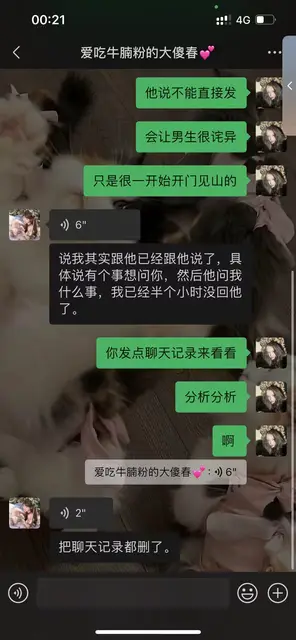 00:21
4G
爱吃牛腩粉的大傻春💕
他说不能直接发
会让男生很诧异
只是很一开始开门见山的
6"
说我其实跟他已经跟他说了，具
体说有个事想问你，然后他问我
什么事，我已经半个小时没回他
了。
你发点聊天记录来看看
分析分析
啊
爱吃牛腩粉的大傻春💕：6"
2"
把聊天记录都删了。